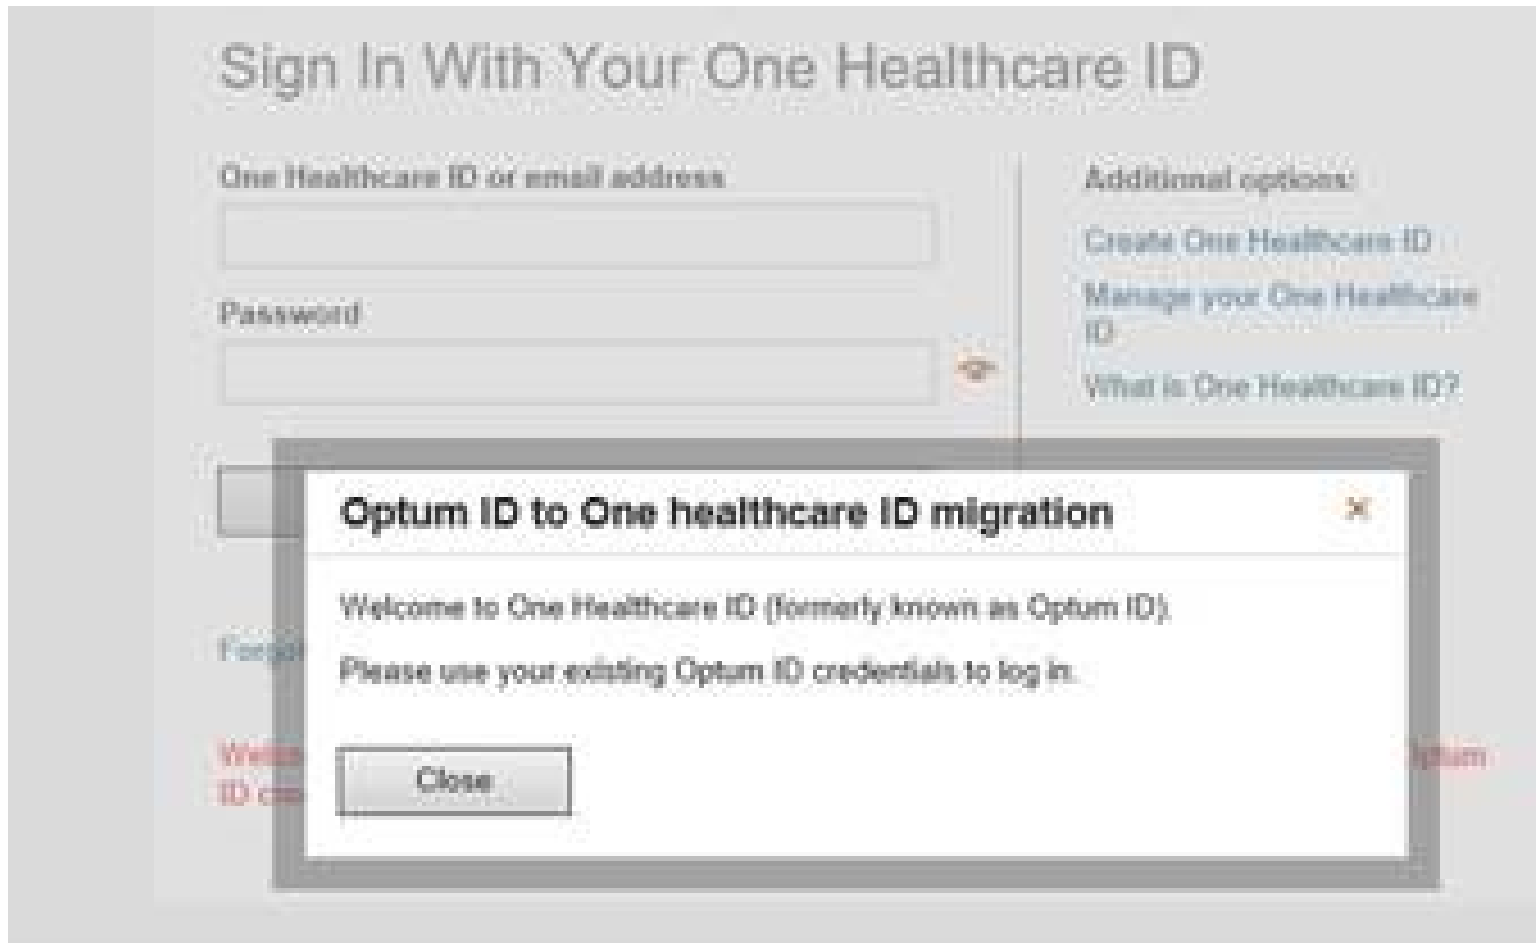 Sign In With Your One Healthcare ID
One Healthcare ID or email address
Password
Additional options:
Create One Healthcare ID
Manage your One Healthcare
ID
What is One Healthcare ID?
Optum ID to One healthcare ID migration
Welcome to One Healthcare ID (formerly known as Optum ID).
Please use your existing Optum ID credentials to log in.
Close
ID